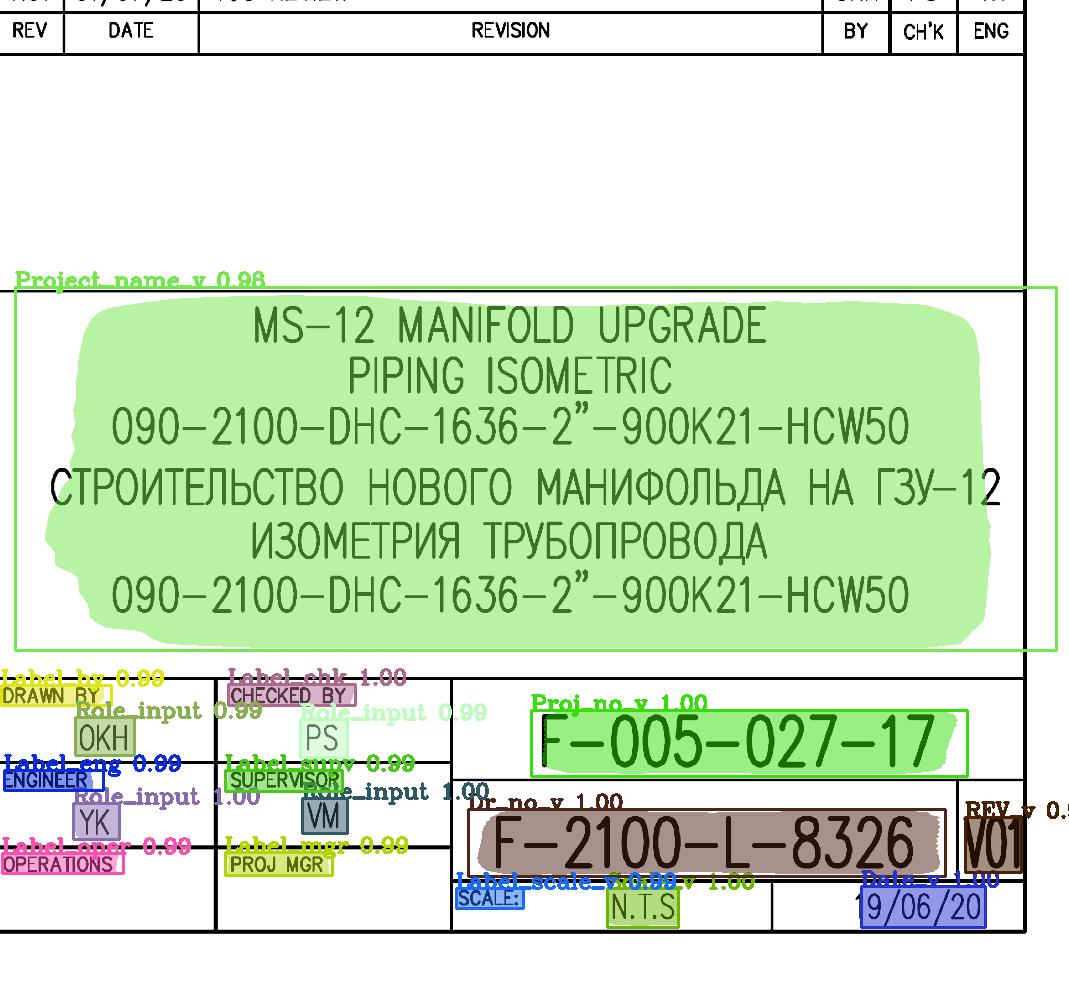 REV DATE REVISION BY CH'K ENG
Project_name_v 0.98
MS-12 MANIFOLD UPGRADE
PIPING ISOMETRIC
090-2100-DHC-1636-2"-900K21-HCW50
СТРОИТЕЛЬСТВО НОВОГО МАНИФОЛЬДА НА ГЗУ-12
ИЗОМЕТРИЯ ТРУБОПРОВОДА
090-2100-DHC-1636-2"-900K21-HCW50
Label_by 0.99 Label_chk 1.00
DRAWN BY CHECKED BY
Role_input 0.99 Role_input 0.99 Proj_no_v 1.00
OKH PS F-005-027-17
Label_eng 0.99 Label_supv 0.99
ENGINEER SUPERVISOR
Role_input 1.00 Role_input 1.00 Dr_no_v 1.00 REV_v
YK VM F-2100-L-8326 V01
Label_oper 0.99 Label_mgr 0.99
OPERATIONS PROJ MGR
Label_scale_v 0.99 1.00 Date_v 1.00
SCALE: N.T.S 19/06/20